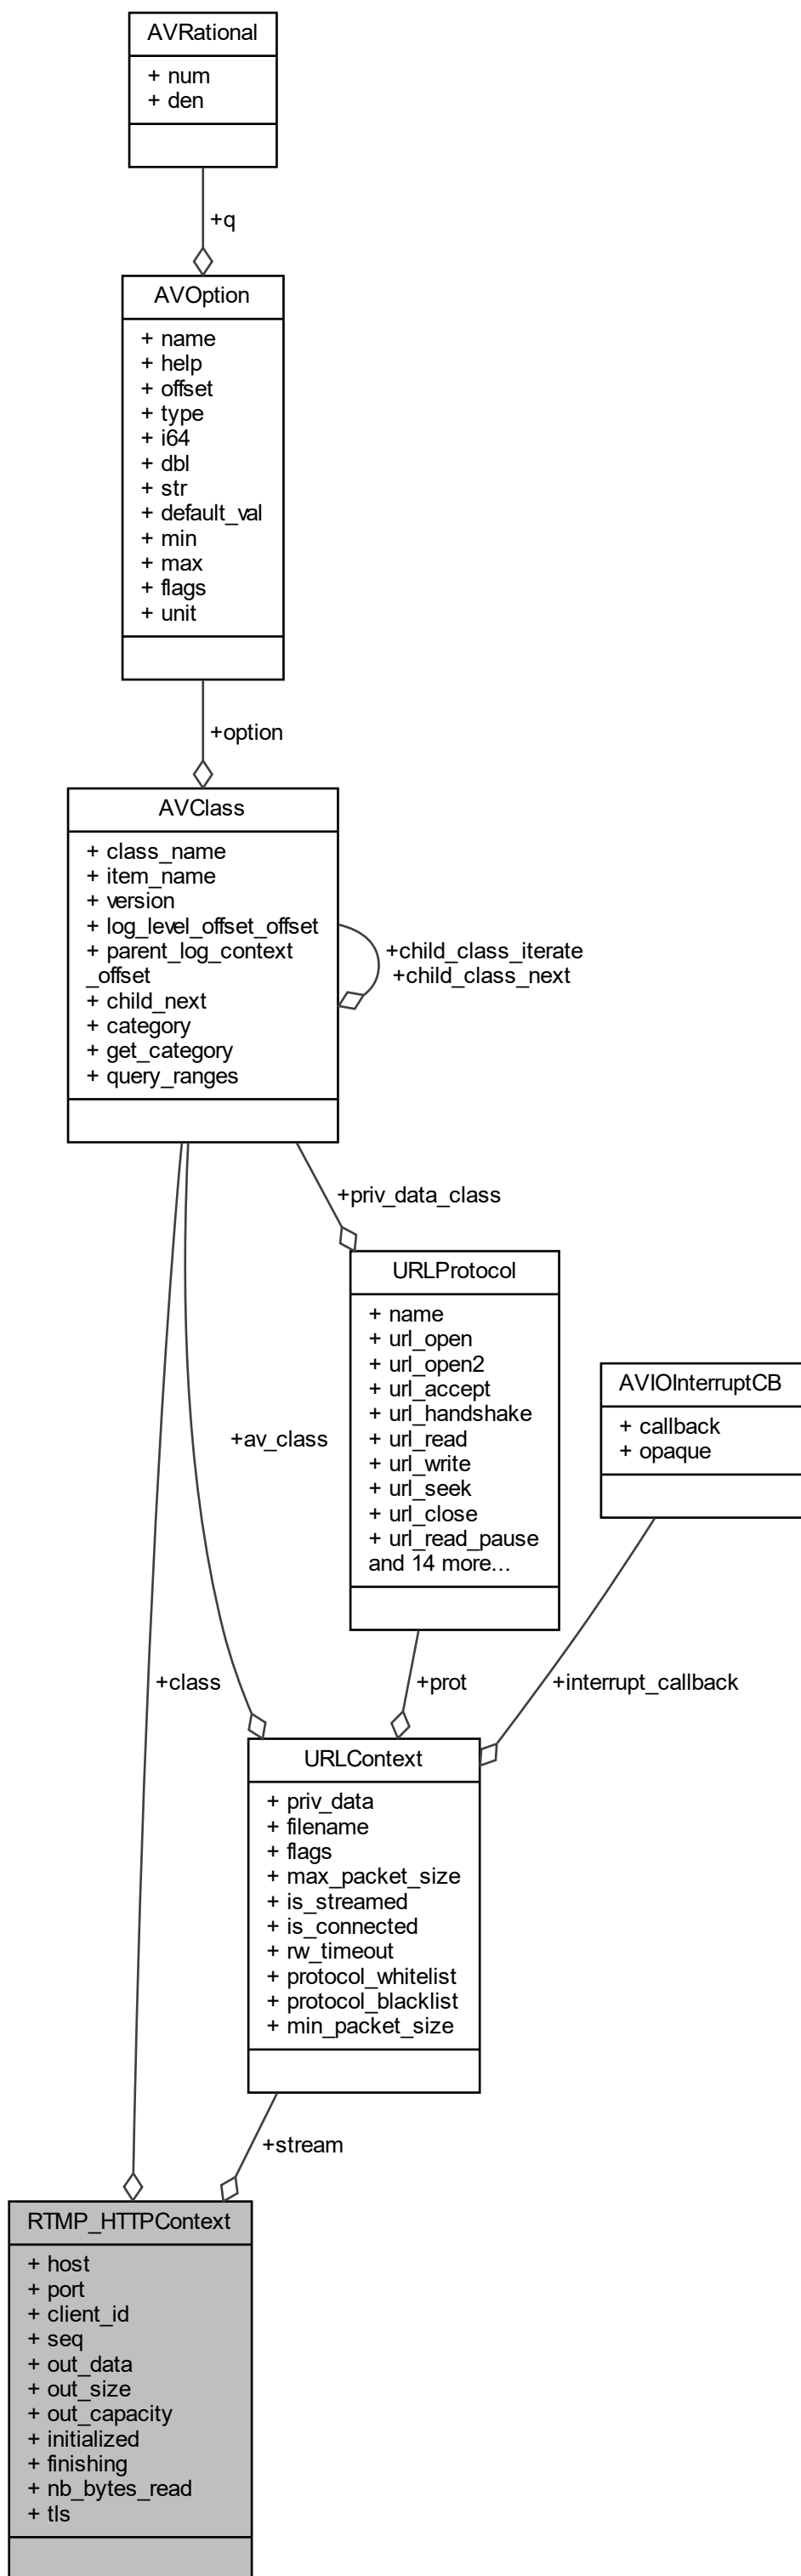 AVRational
+ num
+ den
+q
AVOption
+ name
+ help
+ offset
+ type
+ i64
+ dbl
+ str
+ default_val
+ min
+ max
+ flags
+ unit
+option
AVClass
+ class_name
+ item_name
+ version
+ log_level_offset_offset
+ parent_log_context
_offset
+ child_next
+ category
+ get_category
+ query_ranges
+child_class_iterate
+child_class_next
+priv_data_class
URLProtocol
+ name
+ url_open
+ url_open2
+ url_accept
+ url_handshake
+ url_read
+ url_write
+ url_seek
+ url_close
+ url_read_pause
and 14 more...
AVIOInterruptCB
+ callback
+ opaque
+av_class
+class
+prot
+interrupt_callback
URLContext
+ priv_data
+ filename
+ flags
+ max_packet_size
+ is_streamed
+ is_connected
+ rw_timeout
+ protocol_whitelist
+ protocol_blacklist
+ min_packet_size
+stream
RTMP_HTTPContext
+ host
+ port
+ client_id
+ seq
+ out_data
+ out_size
+ out_capacity
+ initialized
+ finishing
+ nb_bytes_read
+ tls